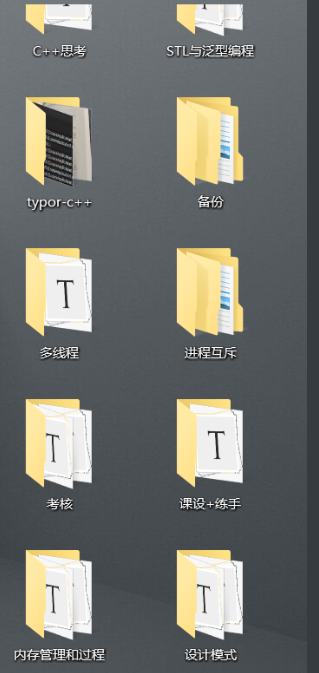 C++思考
STL与泛型编程
typor-c++
备份
T
多线程
进程互斥
T
考核
T
课设+练手
T
内存管理和过程
T
设计模式